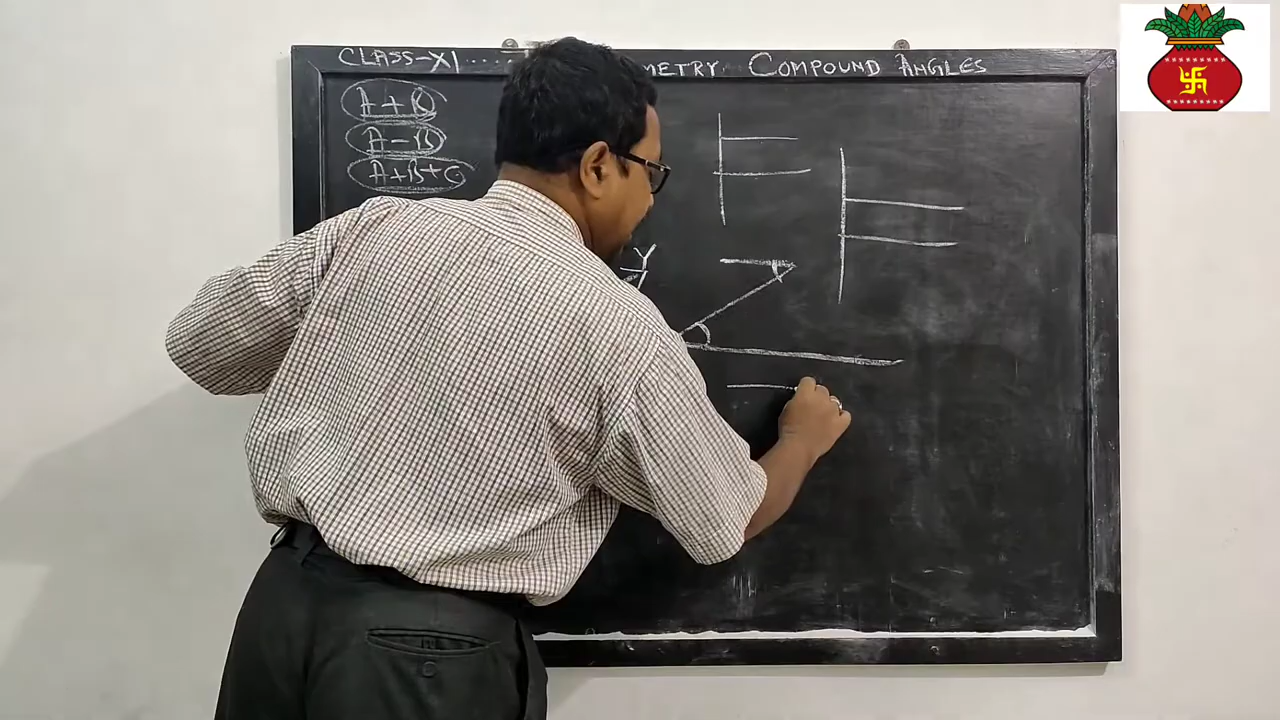 CLASS-XI .... METRY COMPOUND ANGLES
A+B
A-B
A+B+C
Y